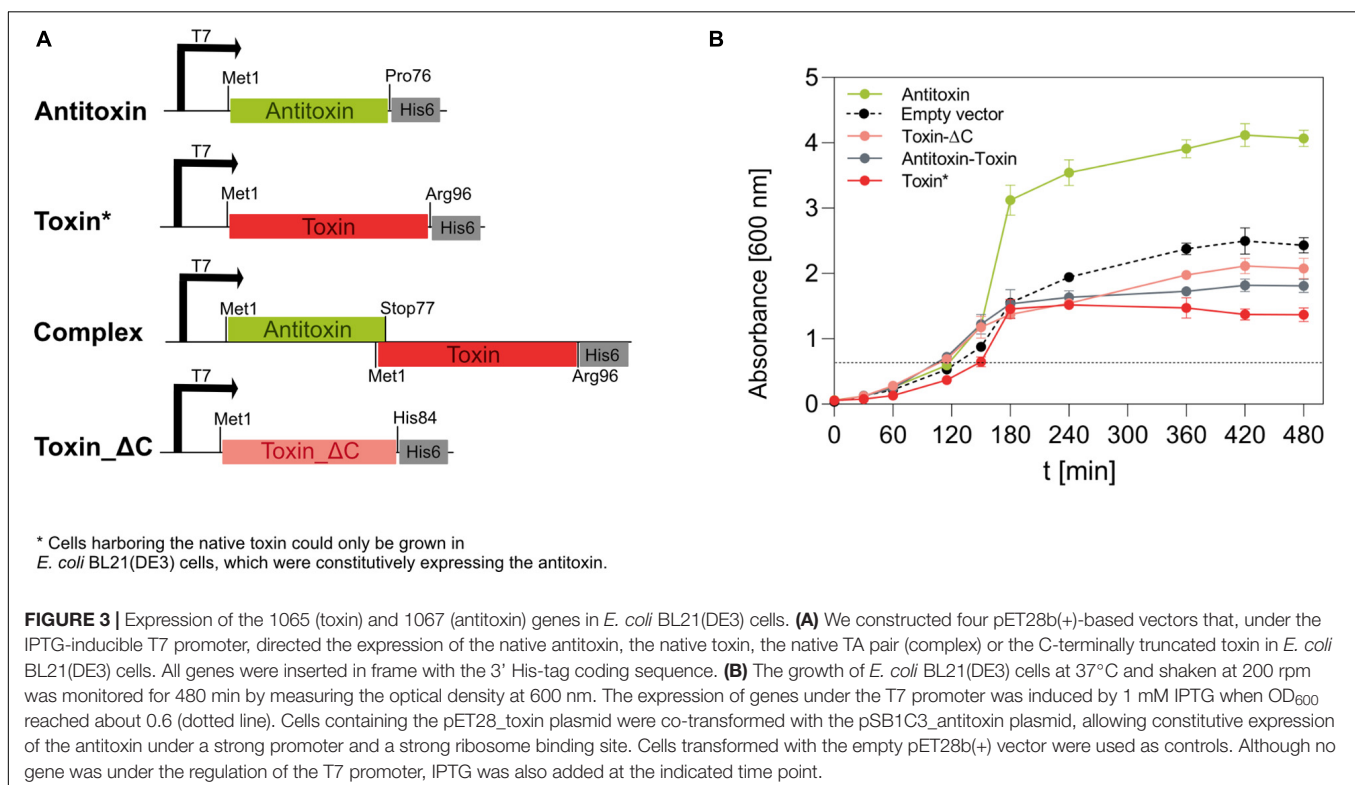 A
T7
Met1
Pro76
Antitoxin
Antitoxin
His6
T7
Met1
Arg96
Toxin*
Toxin
His6
T7
Met1
Stop77
Complex
Antitoxin
Toxin
His6
Met1
Arg96
T7
Met1
His84
Toxin_ΔC
Toxin_ΔC
His6
* Cells harboring the native toxin could only be grown in
E. coli BL21(DE3) cells, which were constitutively expressing the antitoxin.
B
Absorbance [600 nm]
5
4
3
2
1
0
Antitoxin
Empty vector
Toxin-ΔC
Antitoxin-Toxin
Toxin*
0 60 120 180 240 300 360 420 480
t [min]
FIGURE 3 | Expression of the 1065 (toxin) and 1067 (antitoxin) genes in E. coli BL21(DE3) cells. (A) We constructed four pET28b(+)-based vectors that, under the
IPTG-inducible T7 promoter, directed the expression of the native antitoxin, the native toxin, the native TA pair (complex) or the C-terminally truncated toxin in E. coli
BL21(DE3) cells. All genes were inserted in frame with the 3’ His-tag coding sequence. (B) The growth of E. coli BL21(DE3) cells at 37°C and shaken at 200 rpm
was monitored for 480 min by measuring the optical density at 600 nm. The expression of genes under the T7 promoter was induced by 1 mM IPTG when OD600
reached about 0.6 (dotted line). Cells containing the pET28_toxin plasmid were co-transformed with the pSB1C3_antitoxin plasmid, allowing constitutive expression
of the antitoxin under a strong promoter and a strong ribosome binding site. Cells transformed with the empty pET28b(+) vector were used as controls. Although no
gene was under the regulation of the T7 promoter, IPTG was also added at the indicated time point.